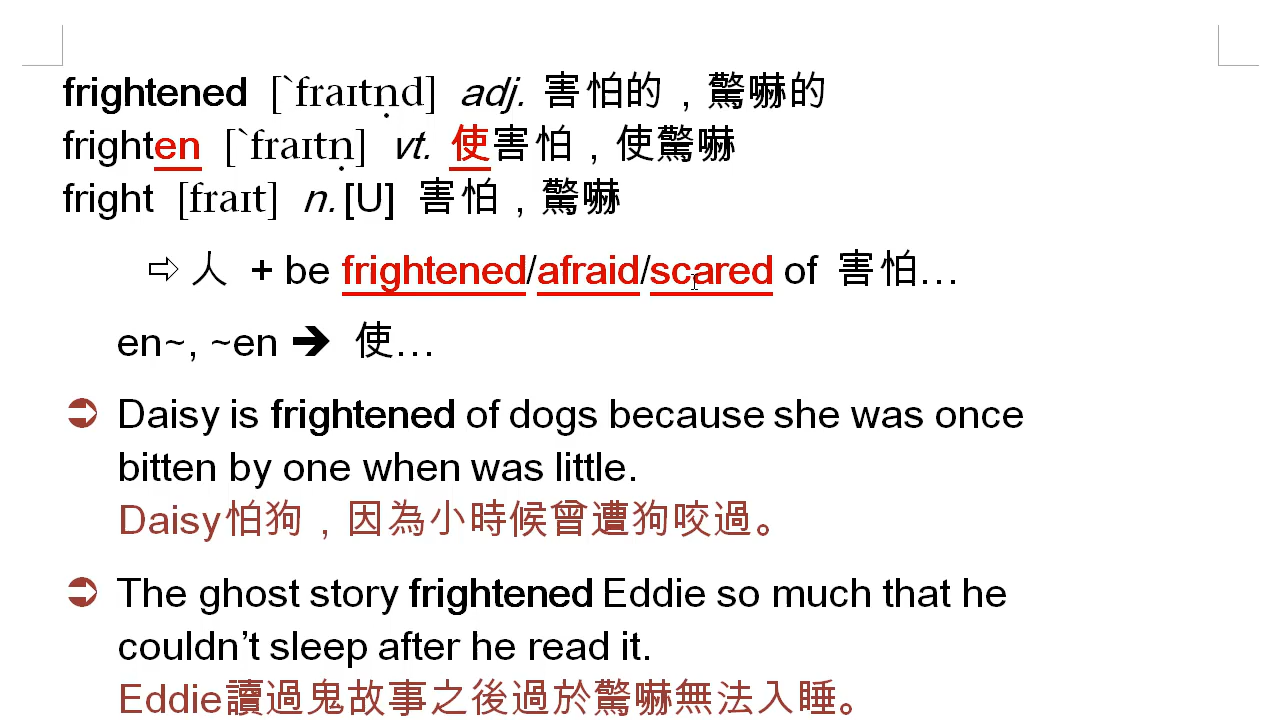 frightened [ˋfraɪtṇd] adj. 害怕的，驚嚇的
frighten [ˋfraɪtṇ] vt. 使害怕，使驚嚇
fright [fraɪt] n. [U] 害怕，驚嚇
⇨ 人 + be frightened/afraid/scared of 害怕…
en~, ~en ➔ 使…
➲ Daisy is frightened of dogs because she was once
bitten by one when was little.
Daisy怕狗，因為小時候曾遭狗咬過。
➲ The ghost story frightened Eddie so much that he
couldn’t sleep after he read it.
Eddie讀過鬼故事之後過於驚嚇無法入睡。